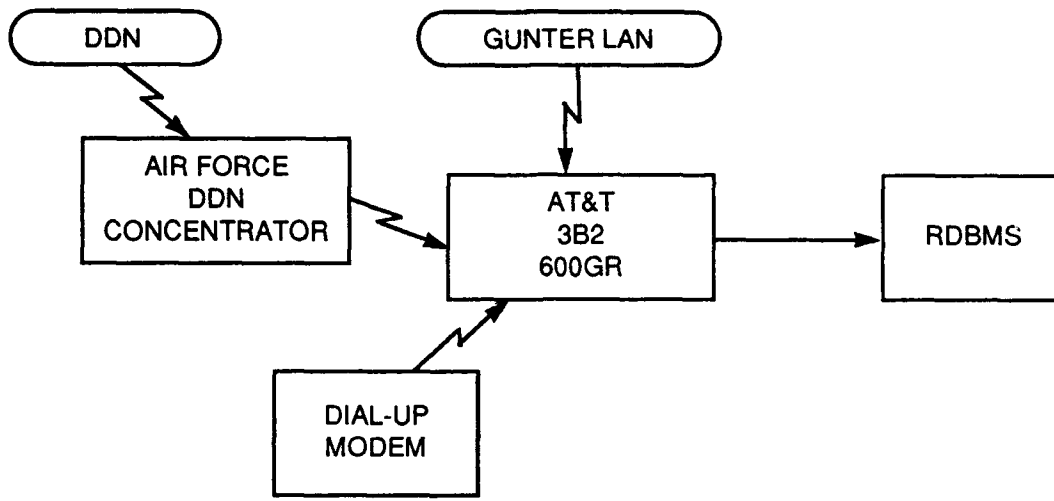 DDN
GUNTER LAN
AIR FORCE
DDN
CONCENTRATOR
AT&T
3B2
600GR
RDBMS
DIAL-UP
MODEM